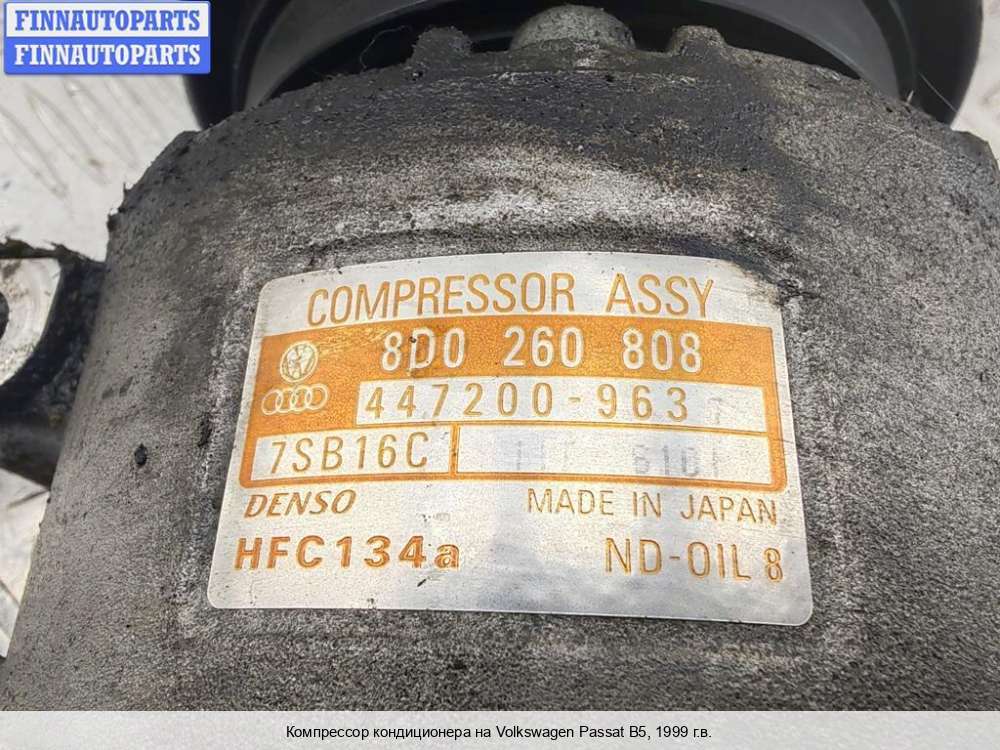 FINNAUTOPARTS
FINNAUTOPARTS
COMPRESSOR ASSY
8D0 260 808
447200-963
7SB16C
DENSO MADE IN JAPAN
HFC134a ND-OIL 8
Компрессор кондиционера на Volkswagen Passat B5, 1999 г.в.